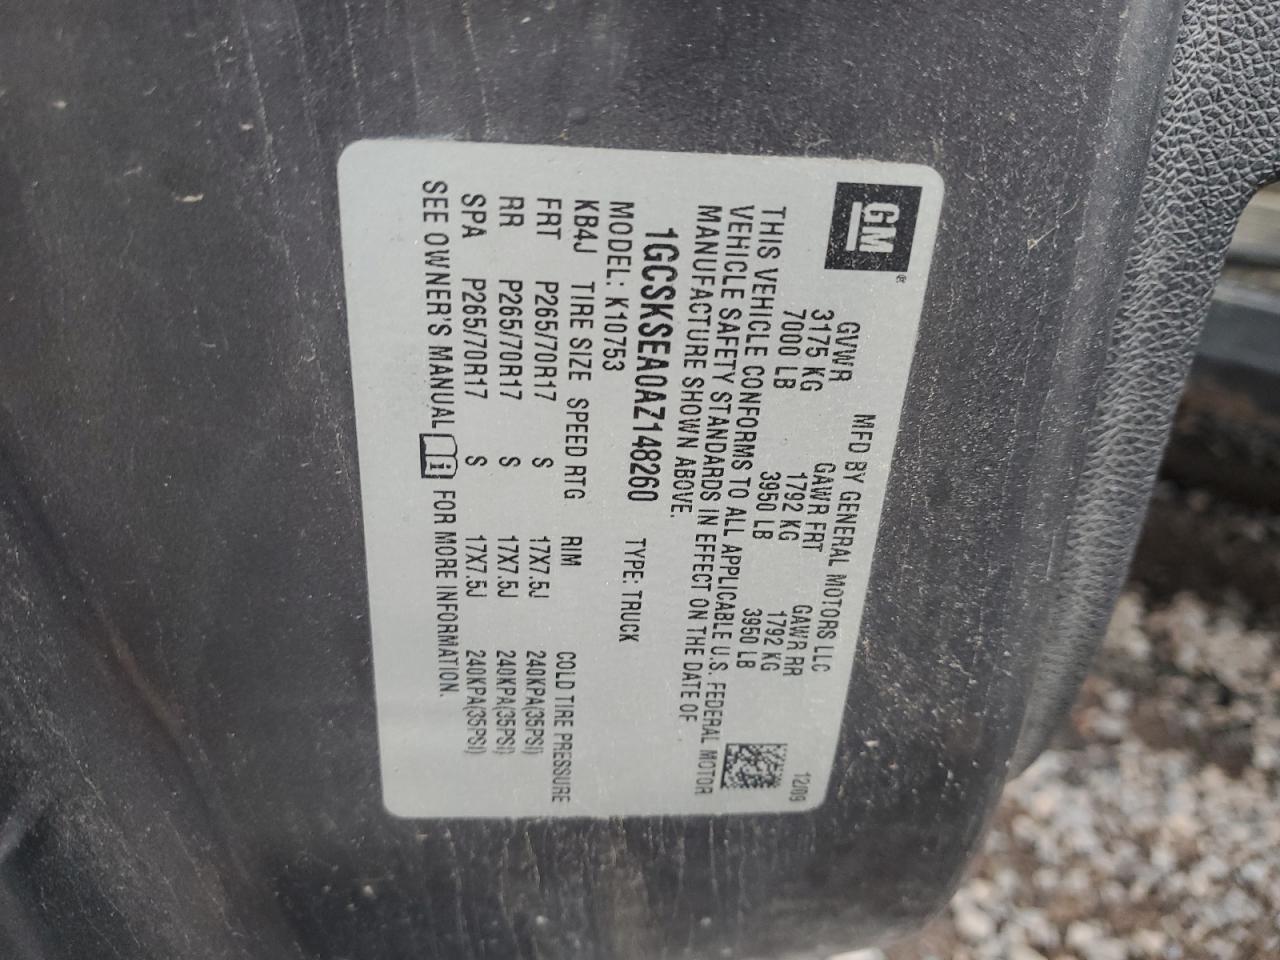 GM
MFD BY GENERAL MOTORS LLC 12/09
GVWR GAWR FRT GAWR RR
3175 KG 1792 KG 1792 KG
7000 LB 3950 LB 3950 LB
THIS VEHICLE CONFORMS TO ALL APPLICABLE U.S. FEDERAL MOTOR
VEHICLE SAFETY STANDARDS IN EFFECT ON THE DATE OF
MANUFACTURE SHOWN ABOVE.
1GCSKSEA0AZ148260 TYPE: TRUCK
MODEL: K10753
KB4J TIRE SIZE SPEED RTG RIM COLD TIRE PRESSURE
FRT P265/70R17 S 17X7.5J 240KPA(35PSI)
RR P265/70R17 S 17X7.5J 240KPA(35PSI)
SPA P265/70R17 S 17X7.5J 240KPA(35PSI)
SEE OWNER'S MANUAL FOR MORE INFORMATION.